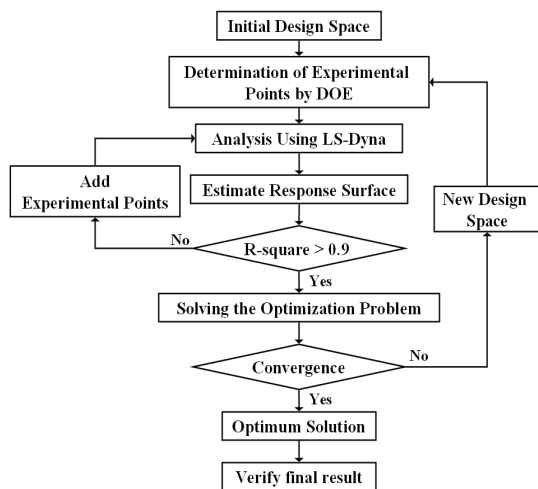 Initial Design Space
Determination of Experimental
Points by DOE
Analysis Using LS-Dyna
Add
Experimental Points
Estimate Response Surface
New Design
Space
No
R-square > 0.9
Yes
Solving the Optimization Problem
Convergence
No
Yes
Optimum Solution
Verify final result